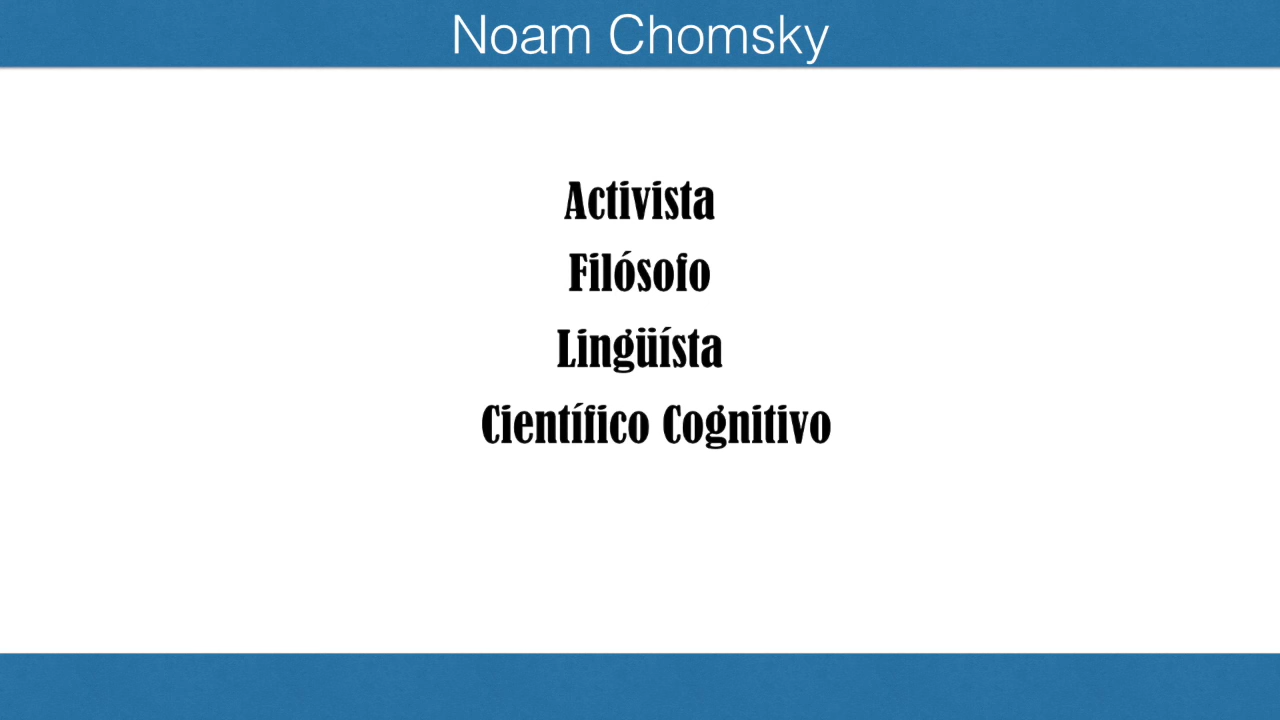 Noam Chomsky
Activista
Filósofo
Lingüísta
Científico Cognitivo